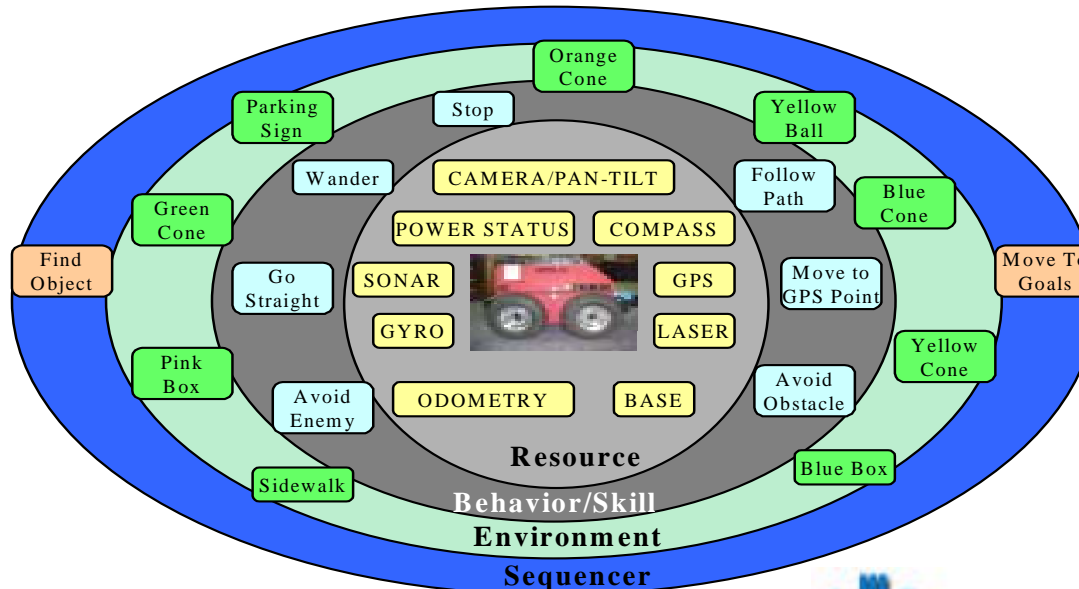 Orange
Cone
Parking
Sign
Stop
Yellow
Ball
Wander
CAMERA/PAN-TILT
Follow
Path
Green
Cone
Blue
Cone
POWER STATUS
COMPASS
Find
Object
Go
Straight
SONAR
GPS
Move to
GPS Point
Move To
Goals
GYRO
LASER
Pink
Box
Yellow
Cone
Avoid
Enemy
ODOMETRY
BASE
Avoid
Obstacle
Resource
Sidewalk
Blue Box
Behavior/Skill
Environment
Sequencer